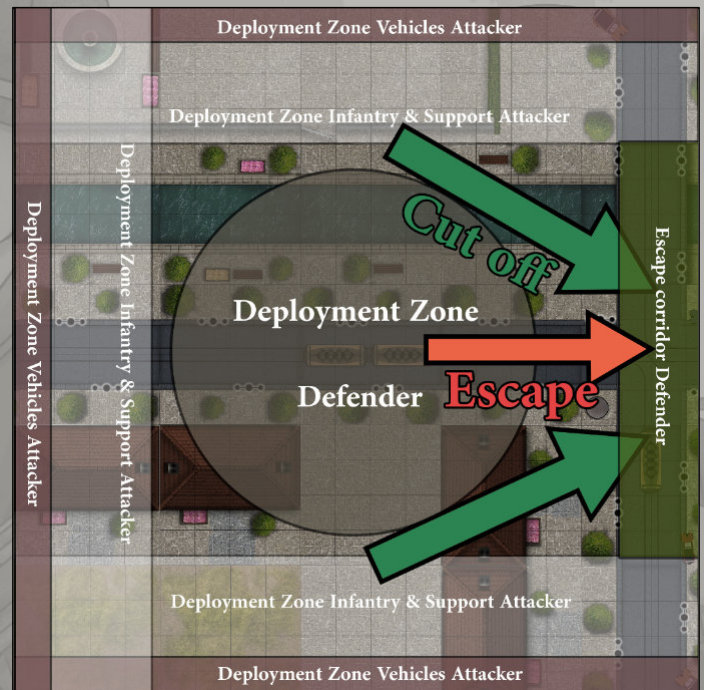 Deployment Zone Vehicles Attacker
Deployment Zone Infantry & Support Attacker
Deployment Zone Vehicles Attacker
Deployment Zone Infantry & Support Attacker
Cut off
Deployment Zone
Defender
Escape
Escape corridor Defender
Deployment Zone Infantry & Support Attacker
Deployment Zone Vehicles Attacker